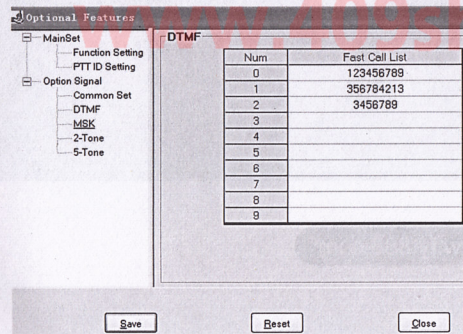 Optional Features
www.409sh
MainSet
Function Setting
PTT ID Setting
Option Signal
Common Set
DTMF
MSK
2-Tone
5-Tone
DTMF
Num Fast Call List
0 123456789
1 356784213
2 3456789
3
4
5
6
7
8
9
Save Reset Close